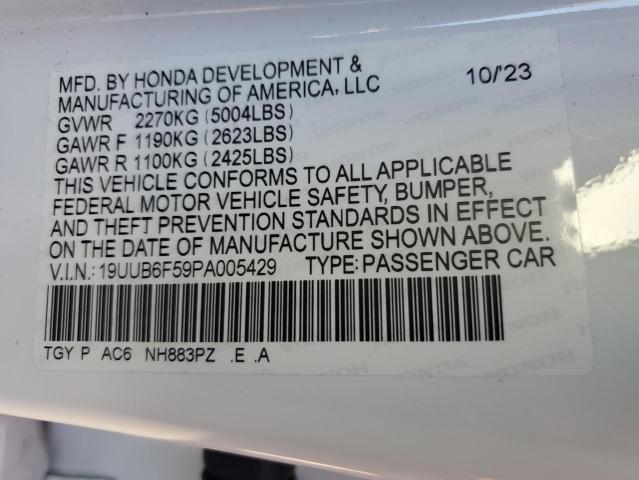 MFD. BY HONDA DEVELOPMENT &
MANUFACTURING OF AMERICA, LLC 10/'23
GVWR 2270KG (5004LBS)
GAWR F 1190KG (2623LBS)
GAWR R 1100KG (2425LBS)
THIS VEHICLE CONFORMS TO ALL APPLICABLE
FEDERAL MOTOR VEHICLE SAFETY, BUMPER,
AND THEFT PREVENTION STANDARDS IN EFFECT
ON THE DATE OF MANUFACTURE SHOWN ABOVE.
V.I.N.: 19UUB6F59PA005429 TYPE:PASSENGER CAR
TGY P AC6 NH883PZ .E .A